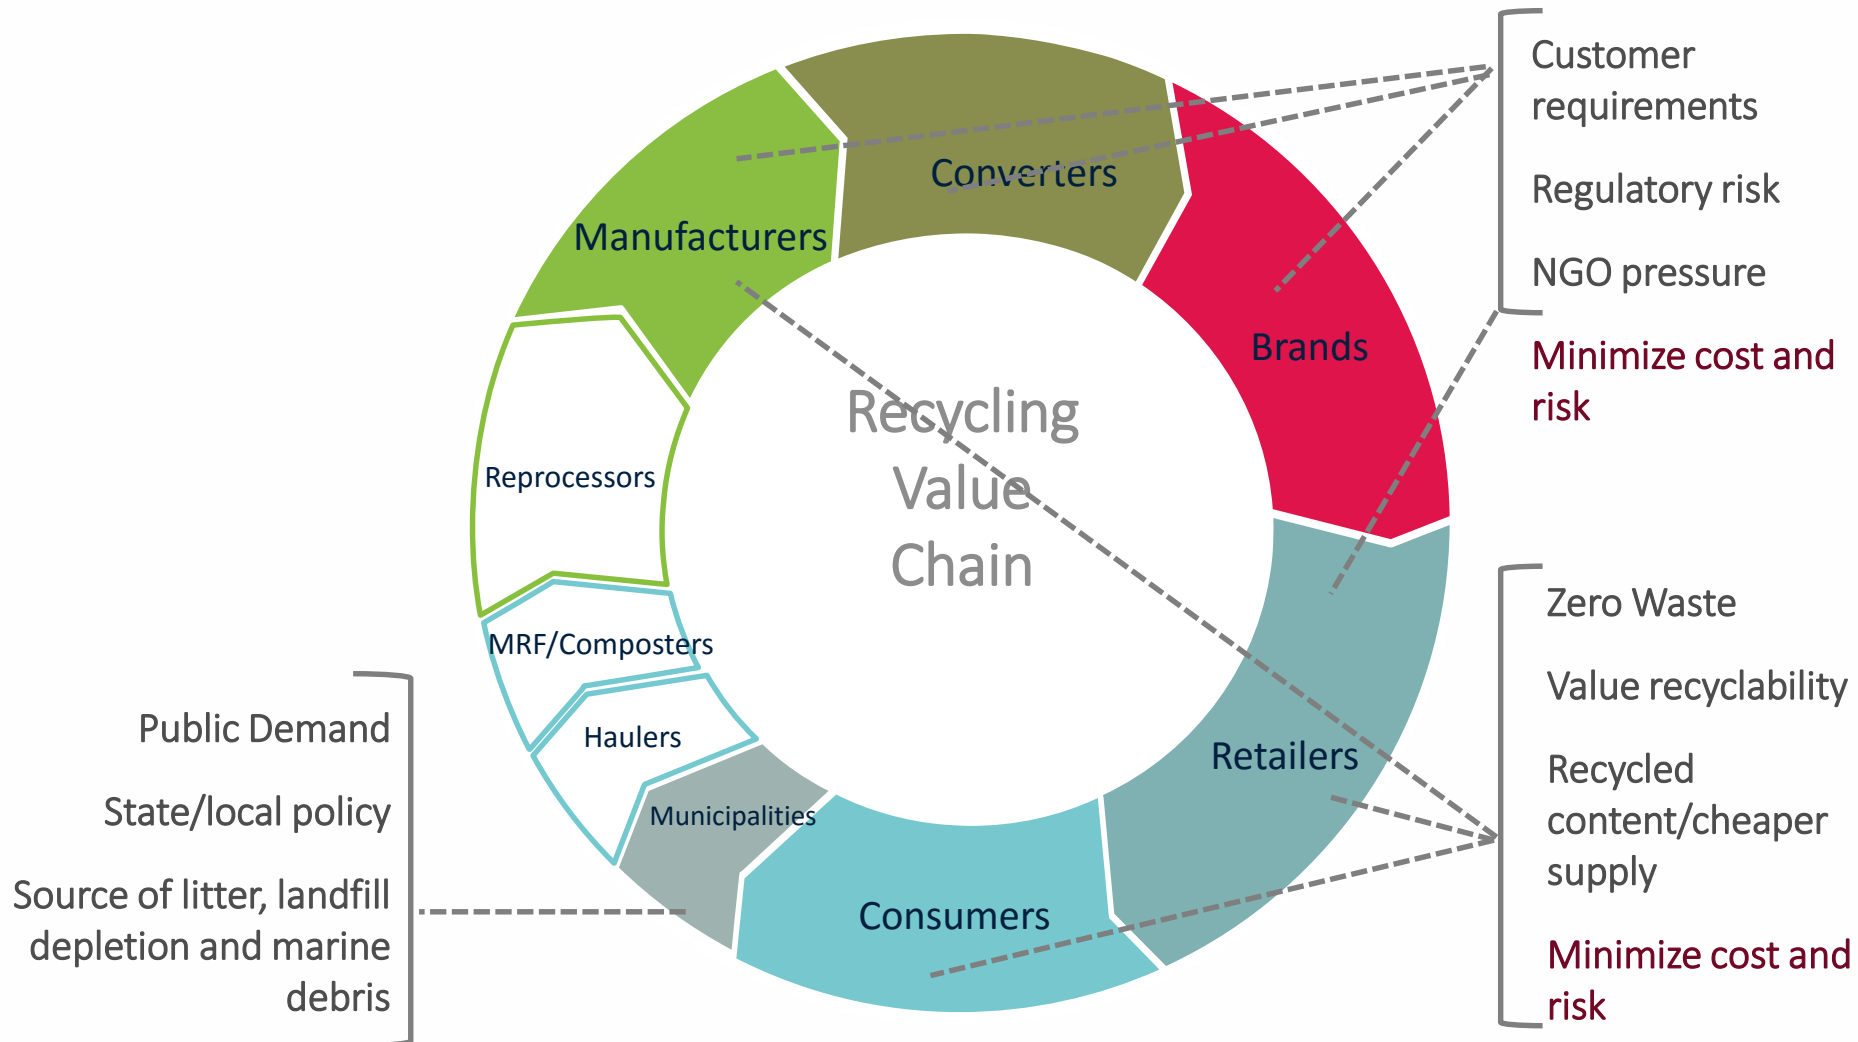 Customer
requirements
Regulatory risk
NGO pressure
Minimize cost and
risk
Converters
Manufacturers
Brands
Recycling
Value
Chain
Reprocessors
MRF/Composters
Haulers
Municipalities
Consumers
Retailers
Zero Waste
Value recyclability
Recycled
content/cheaper
supply
Minimize cost and
risk
Public Demand
State/local policy
Source of litter, landfill
depletion and marine
debris